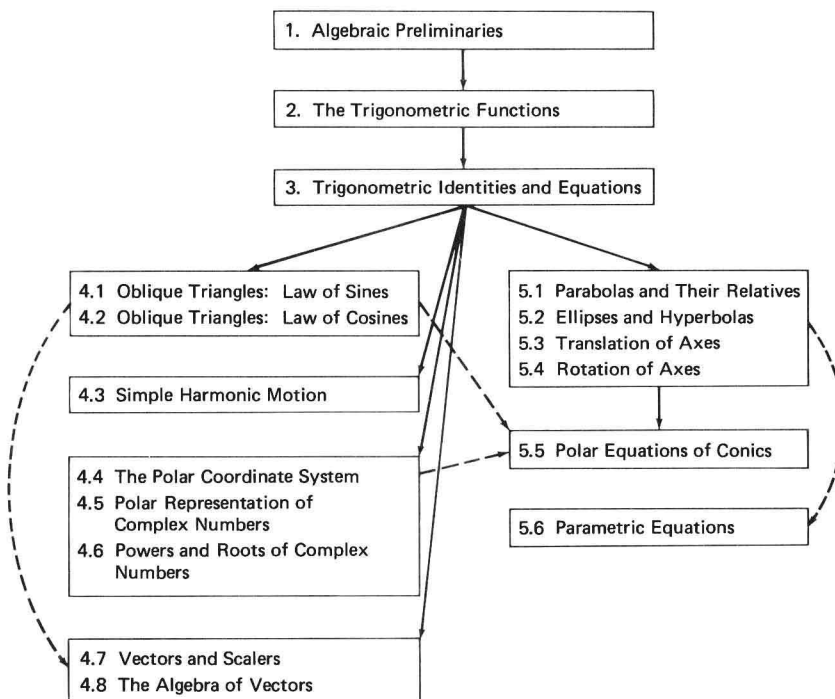 1. Algebraic Preliminaries
2. The Trigonometric Functions
3. Trigonometric Identities and Equations
4.1 Oblique Triangles: Law of Sines
4.2 Oblique Triangles: Law of Cosines
4.3 Simple Harmonic Motion
4.4 The Polar Coordinate System
4.5 Polar Representation of
Complex Numbers
4.6 Powers and Roots of Complex
Numbers
4.7 Vectors and Scalers
4.8 The Algebra of Vectors
5.1 Parabolas and Their Relatives
5.2 Ellipses and Hyperbolas
5.3 Translation of Axes
5.4 Rotation of Axes
5.5 Polar Equations of Conics
5.6 Parametric Equations